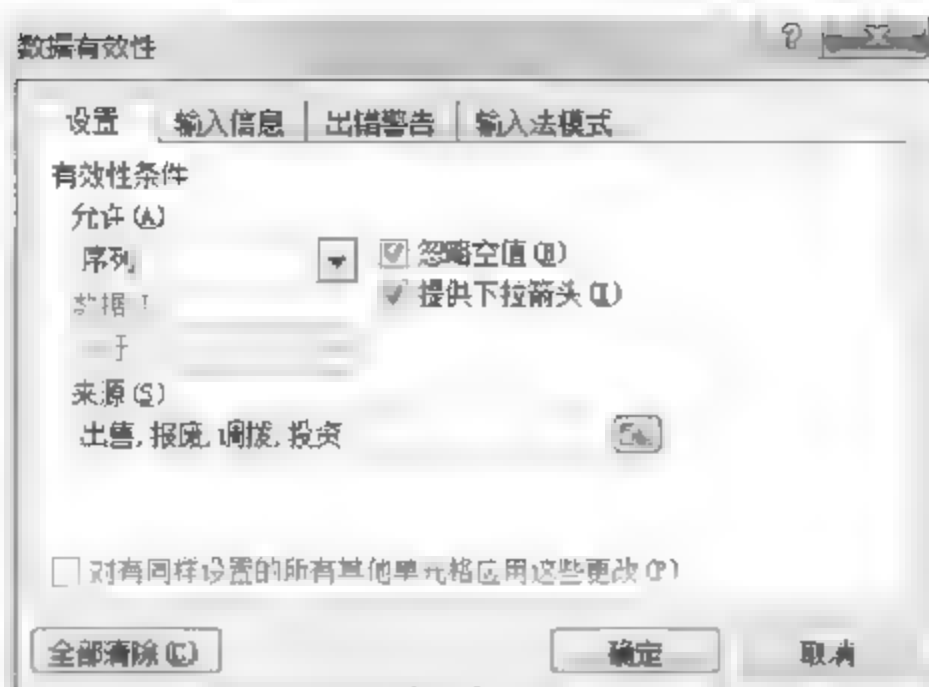 数据有效性
设置 输入信息 出错警告 输入法模式
有效性条件
允许(A)
序列 忽略空值(B)
提供下拉箭头(I)
数据
来源(S)
出售,报废,调拨,投资
对有同样设置的所有其他单元格应用这些更改(P)
全部清除(C) 确定 取消